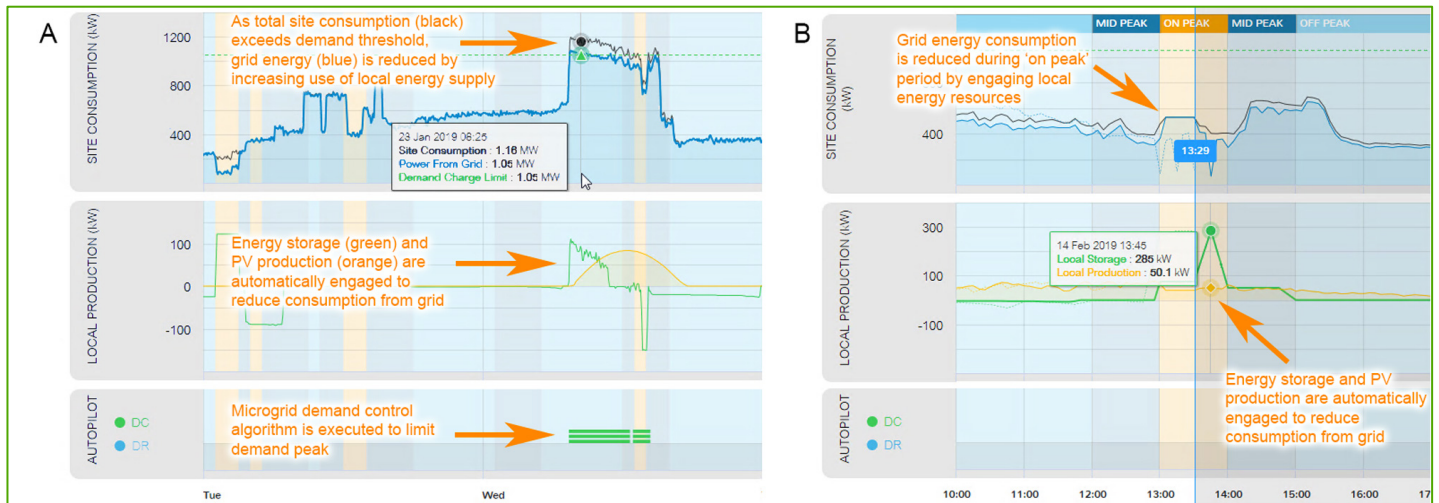 A
SITE CONSUMPTION (kW)
1200
1000
800
400
As total site consumption (black)
exceeds demand threshold,
grid energy (blue) is reduced by
increasing use of local energy supply
23 Jan 2019 06:25
Site Consumption : 1.16 MW
Power From Grid : 1.05 MW
Demand Charge Limit : 1.05 MW
LOCAL PRODUCTION (kW)
100
0
-100
Energy storage (green) and
PV production (orange) are
automatically engaged to
reduce consumption from grid
AUTOPILOT
DC
DR
Microgrid demand control
algorithm is executed to limit
demand peak
Tue
Wed
B
SITE CONSUMPTION
(kW)
400
MID PEAK
ON PEAK
MID PEAK
OFF PEAK
Grid energy consumption
is reduced during 'on peak'
period by engaging local
energy resources
13:29
LOCAL PRODUCTION (kW)
300
100
-100
14 Feb 2019 13:45
Local Storage : 285 kW
Local Production : 50.1 kW
Energy storage and PV
production are automatically
engaged to reduce
consumption from grid
AUTOPILOT
DC
DR
10:00
11:00
12:00
13:00
14:00
15:00
16:00
17